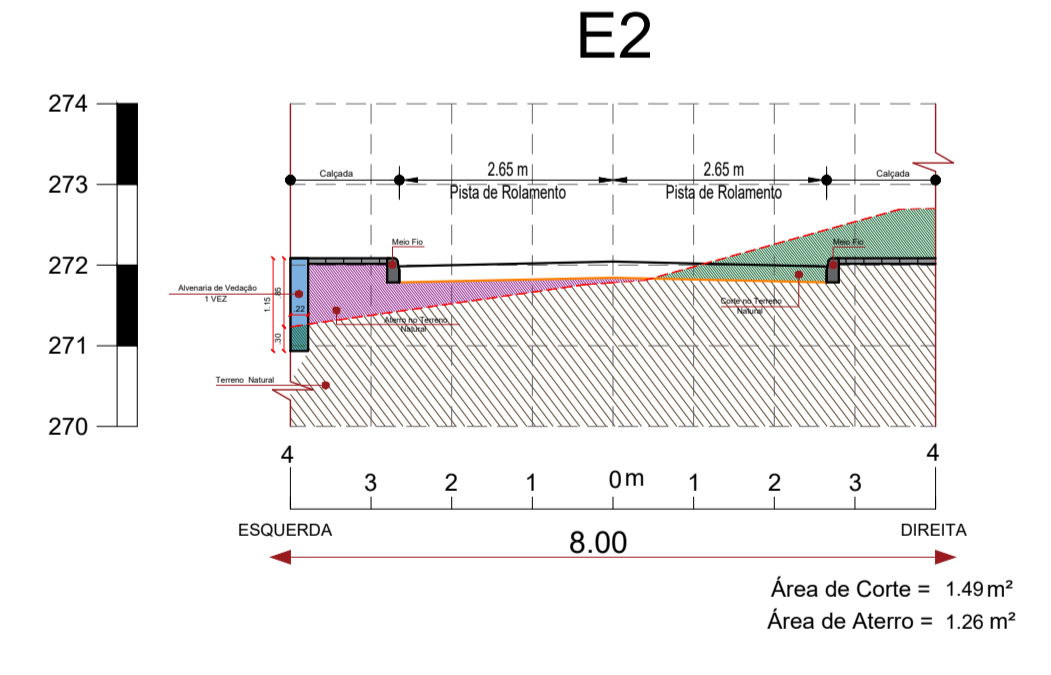 E2
274
273
272
271
270
Calçada
2.65 m
Pista de Rolamento
2.65 m
Pista de Rolamento
Calçada
Meio Fio
Meio Fio
Alvenaria de Vedação
1 VEZ
1.15
.85
.22
.30
Aterro no Terreno
Natural
Corte no Terreno
Natural
Terreno Natural
4
3
2
1
0m
1
2
3
4
ESQUERDA
8.00
DIREITA
Área de Corte = 1.49 m²
Área de Aterro = 1.26 m²